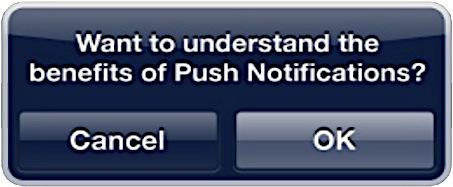 Want to understand the
benefits of Push Notifications?
Cancel
OK